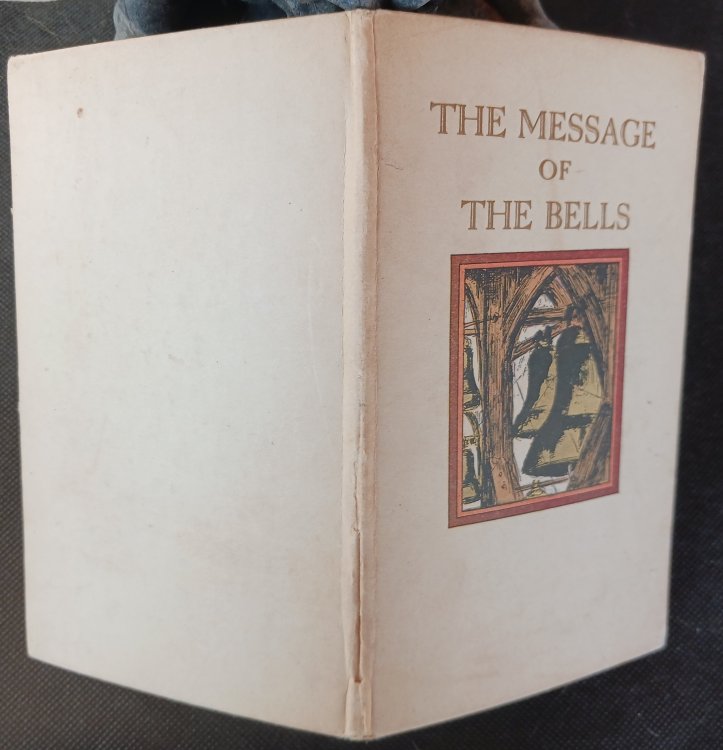 THE MESSAGE
OF
THE BELLS